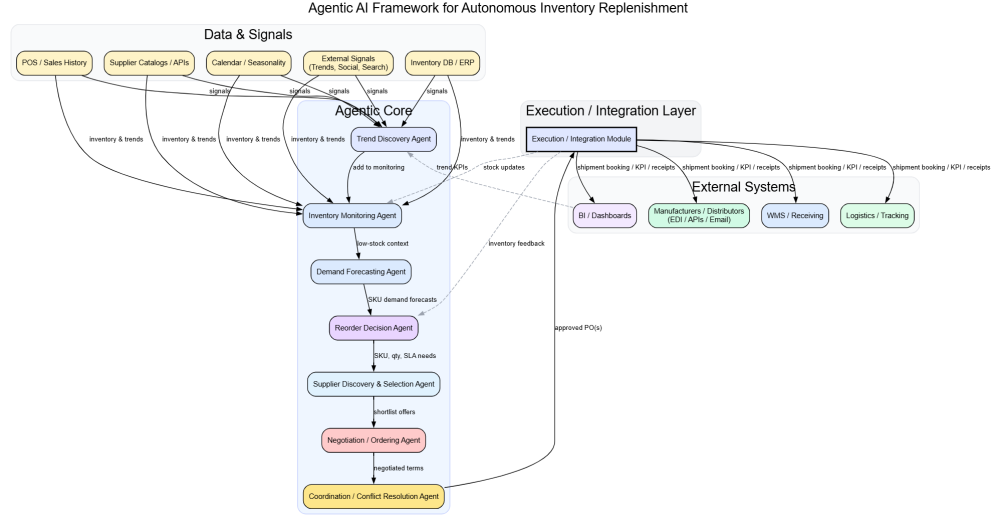 Agentic AI Framework for Autonomous Inventory Replenishment
Data & Signals
POS / Sales History
Supplier Catalogs / APIs
Calendar / Seasonality
External Signals
(Trends, Social, Search)
Inventory DB / ERP
signals
signals
signals
signals
signals
Agentic Core
Execution / Integration Layer
Trend Discovery Agent
Execution / Integration Module
inventory & trends
inventory & trends
inventory & trends
inventory & trends
inventory & trends
add to monitoring
trend KPIs
stock updates
shipment booking / KPI / receipts
shipment booking / KPI / receipts
shipment booking / KPI / receipts
shipment booking / KPI / receipts
External Systems
Inventory Monitoring Agent
BI / Dashboards
Manufacturers / Distributors
(EDI / APIs / Email)
WMS / Receiving
Logistics / Tracking
low-stock context
inventory feedback
Demand Forecasting Agent
SKU demand forecasts
Reorder Decision Agent
approved PO(s)
SKU, qty, SLA needs
Supplier Discovery & Selection Agent
shortlist offers
Negotiation / Ordering Agent
negotiated terms
Coordination / Conflict Resolution Agent